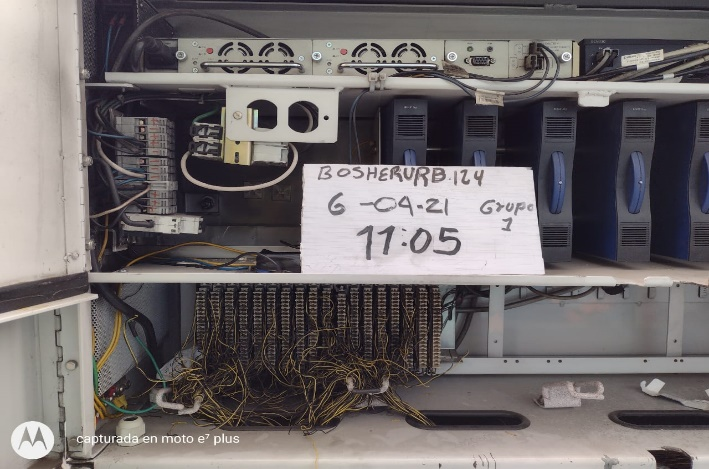 BOSHERURB.124
6 -04-21 Grupo
1
11:05
capturada en moto e⁷ plus